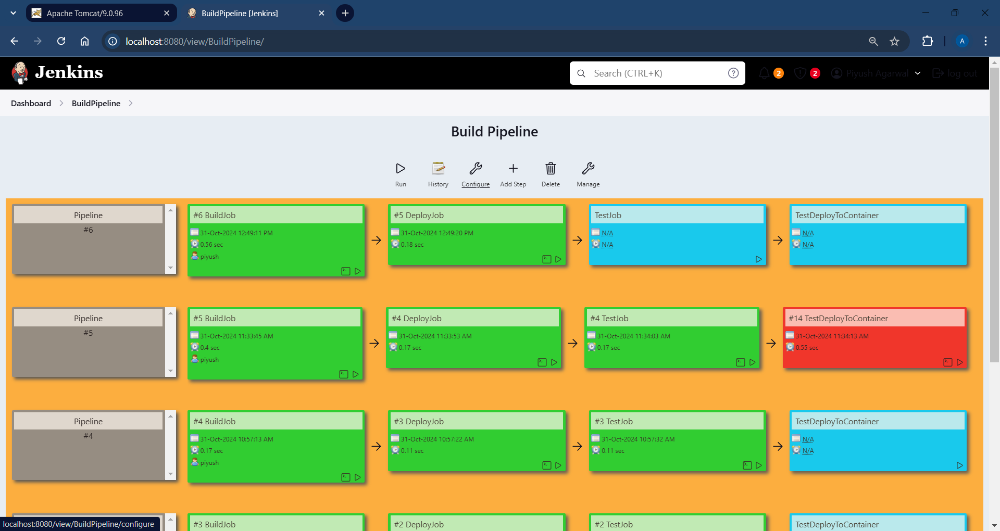 Apache Tomcat/9.0.96
BuildPipeline [Jenkins]
localhost:8080/view/BuildPipeline/
A
Jenkins
Search (CTRL+K)
2
2
Piyush Agarwal
log out
Dashboard
BuildPipeline
Build Pipeline
Run
History
Configure
Add Step
Delete
Manage
Pipeline
#6
#6 BuildJob
31-Oct-2024 12:49:11 PM
0.56 sec
piyush
#5 DeployJob
31-Oct-2024 12:49:20 PM
0.18 sec
TestJob
N/A
N/A
TestDeployToContainer
N/A
N/A
Pipeline
#5
#5 BuildJob
31-Oct-2024 11:33:45 AM
0.4 sec
piyush
#4 DeployJob
31-Oct-2024 11:33:53 AM
0.17 sec
#4 TestJob
31-Oct-2024 11:34:03 AM
0.17 sec
#14 TestDeployToContainer
31-Oct-2024 11:34:13 AM
0.55 sec
Pipeline
#4
#4 BuildJob
31-Oct-2024 10:57:13 AM
0.17 sec
piyush
#3 DeployJob
31-Oct-2024 10:57:22 AM
0.11 sec
#3 TestJob
31-Oct-2024 10:57:32 AM
0.11 sec
TestDeployToContainer
N/A
N/A
#3 BuildJob
#2 DeployJob
#2 TestJob
TestDeployToContainer
localhost:8080/view/BuildPipeline/configure